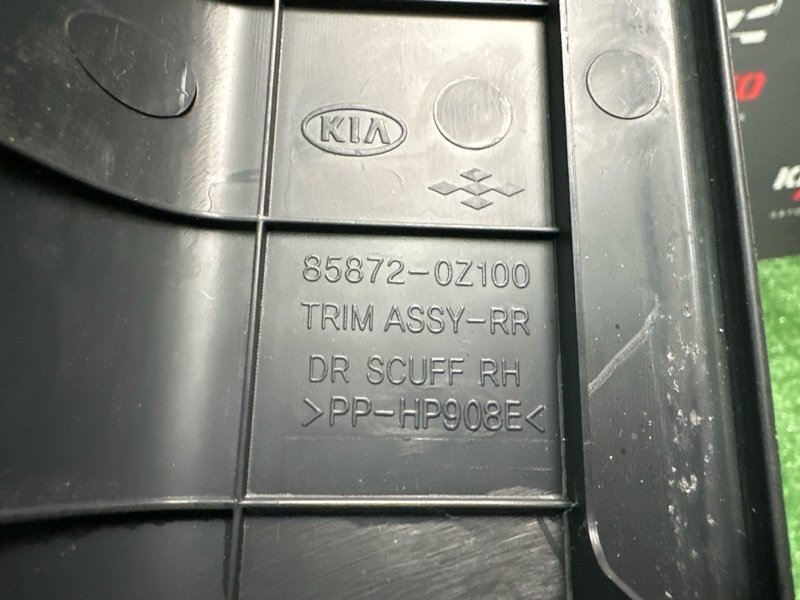 KIA
85872-0Z100
TRIM ASSY-RR
DR SCUFF RH
>PP-HP908E<